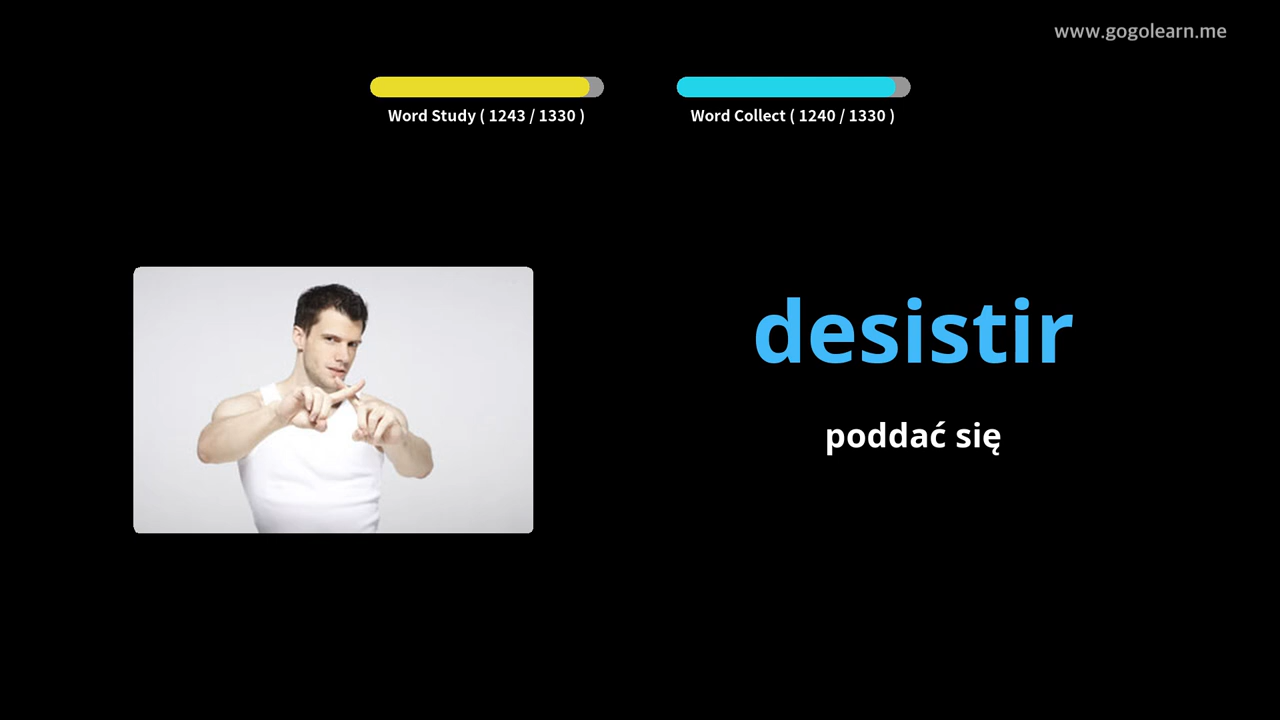 www.gogolearn.me
Word Study ( 1243 / 1330 )
Word Collect ( 1240 / 1330 )
desistir
poddać się